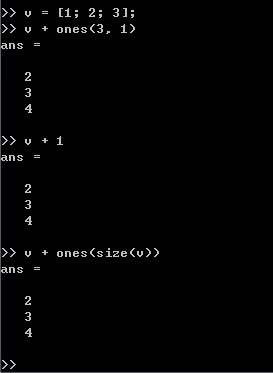 >> v = [1; 2; 3];
>> v + ones(3, 1)
ans =
2
3
4
>> v + 1
ans =
2
3
4
>> v + ones(size(v))
ans =
2
3
4
>>